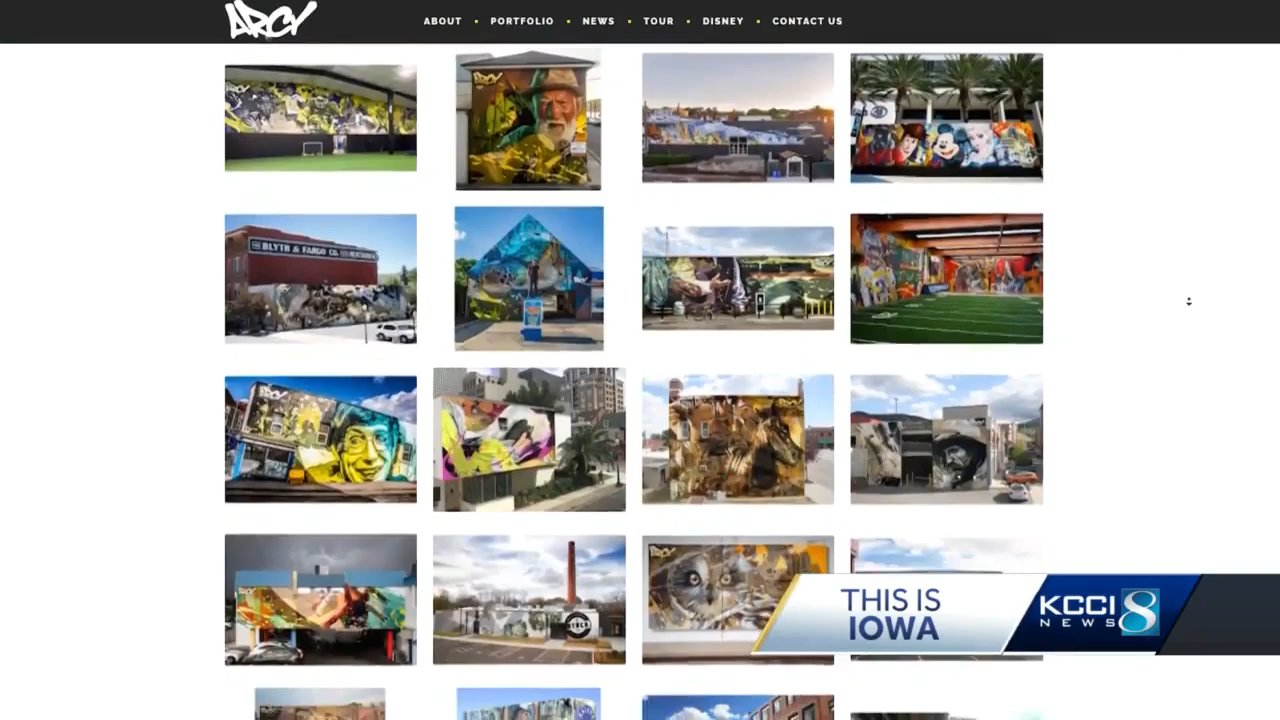 ARCY
ABOUT • PORTFOLIO • NEWS • TOUR • DISNEY • CONTACT US
BLYTH & FARGO CO.
THIS IS
IOWA
KCCI 8
NEWS